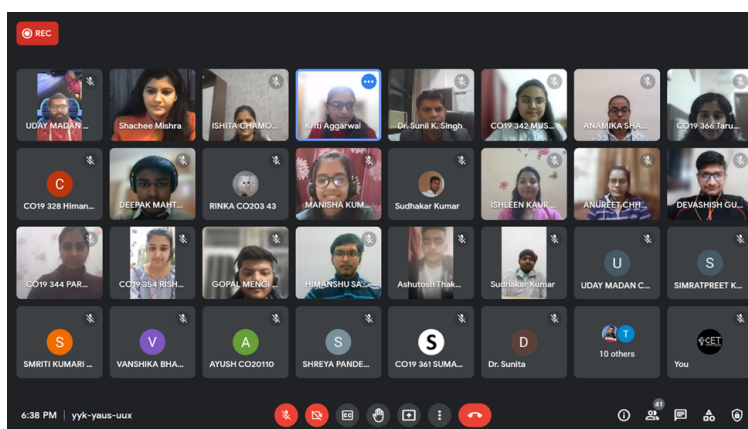 REC
UDAY MADAN ...
Shachee Mishra
ISHITA CHAMO...
Kriti Aggarwal
Dr. Sunil K. Singh
CO19 342 MUS...
ANAMIKA SHA...
CO19 366 Taru...
C
CO19 328 Himan...
DEEPAK MAHT...
RINKA CO203 43
MANISHA KUM...
Sudhakar Kumar
ISHLEEN KAUR ...
ANUREET CHH...
DEVASHISH GU...
CO19 344 PAR...
CO19 354 RISH...
GOPAL MENGI ...
HIMANSHU SA...
Ashutosh Thak...
Sudhakar Kumar
U
UDAY MADAN C...
S
SIMRATPREET K...
S
SMRITI KUMARI ...
V
VANSHIKA BHA...
A
AYUSH CO20110
S
SHREYA PANDE...
S
CO19 361 SUMA...
D
Dr. Sunita
T
10 others
CET
You
6:38 PM | yyk-yaus-uux
CC
41